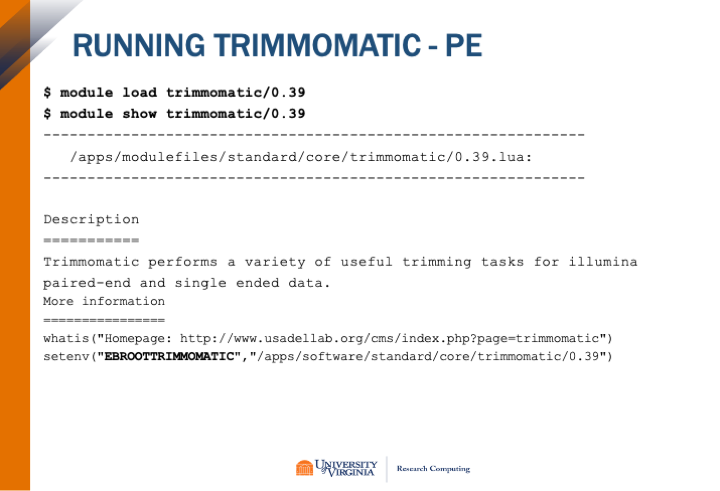 RUNNING TRIMMOMATIC - PE
$ module load trimmomatic/0.39
$ module show trimmomatic/0.39
--------------------------------------------------------------
/apps/modulefiles/standard/core/trimmomatic/0.39.lua:
--------------------------------------------------------------
Description
===========
Trimmomatic performs a variety of useful trimming tasks for illumina
paired-end and single ended data.
More information
================
whatis("Homepage: http://www.usadellab.org/cms/index.php?page=trimmomatic")
setenv("EBROOTTRIMMOMATIC","/apps/software/standard/core/trimmomatic/0.39")
UNIVERSITY
of VIRGINIA
Research Computing